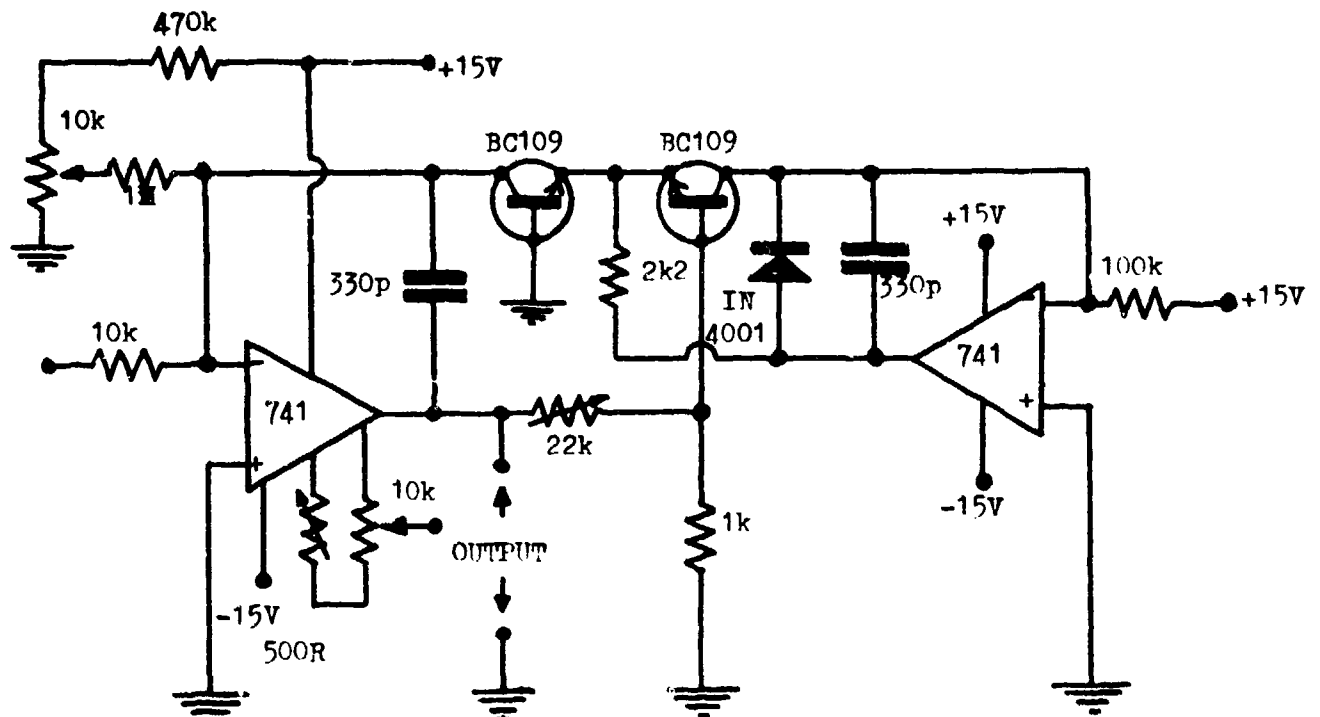 470k
+15V
10k
1M
BC109
BC109
+15V
2k2
330p
330p
IN
4001
100k
+15V
10k
-
-
741
741
+
22k
+
10k
-15V
1k
OUTPUT
-15V
500R